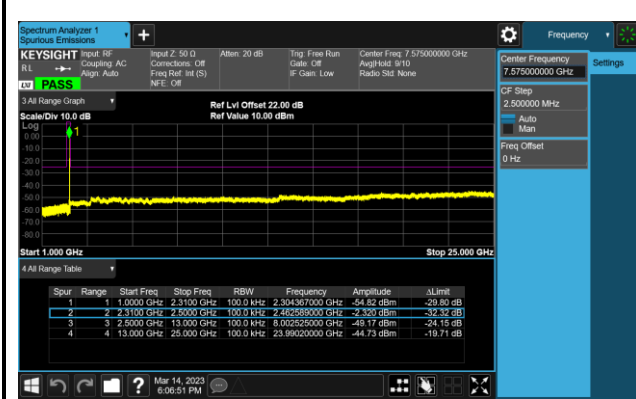 Spectrum Analyzer 1
Spurious Emissions
Frequency
KEYSIGHT Input: RF Input Z: 50 Ω Atten: 20 dB Trig: Free Run Center Freq: 7.575000000 GHz
RL Coupling: AC Corrections: Off Gate: Off Avg|Hold: 9/10
Align: Auto Freq Ref: Int (S) IF Gain: Low Radio Std: None
NFE: Off
LXI PASS
Center Frequency
7.575000000 GHz
Settings
CF Step
2.500000 MHz
Auto
Man
Freq Offset
0 Hz
3 All Range Graph
Ref Lvl Offset 22.00 dB
Scale/Div 10.0 dB Ref Value 10.00 dBm
Log
0.00
-10.0
-20.0
-30.0
-40.0
-50.0
-60.0
-70.0
-80.0
1
Start 1.000 GHz Stop 25.000 GHz
4 All Range Table
Spur Range Start Freq Stop Freq RBW Frequency Amplitude ΔLimit
1 1 1.0000 GHz 2.3100 GHz 100.0 kHz 2.304367000 GHz -54.82 dBm -29.80 dB
2 2 2.3100 GHz 2.5000 GHz 100.0 kHz 2.462589000 GHz -2.320 dBm -32.32 dB
3 3 2.5000 GHz 13.000 GHz 100.0 kHz 8.002525000 GHz -49.17 dBm -24.15 dB
4 4 13.000 GHz 25.000 GHz 100.0 kHz 23.99020000 GHz -44.73 dBm -19.71 dB
Mar 14, 2023
6:06:51 PM